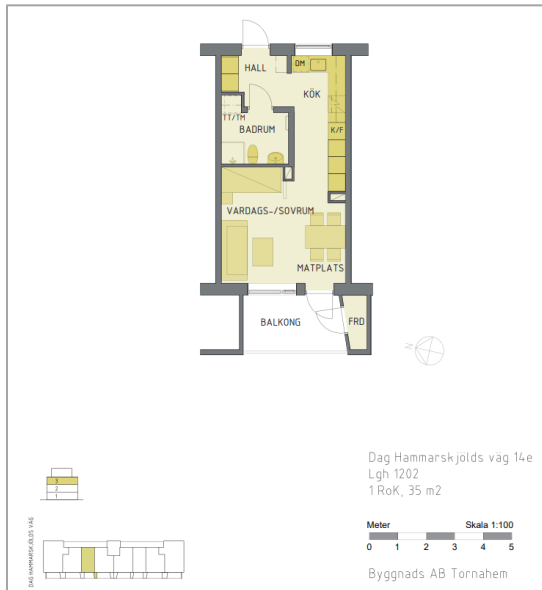 HALL
DM
KÖK
TT/TM
BADRUM
K/F
VARDAGS-/SOVRUM
MATPLATS
BALKONG
FRD
N
3
2
1
DAG HAMMARSKJÖLDS VÄG
Dag Hammarskjölds väg 14e
Lgh 1202
1 RoK, 35 m2
Meter Skala 1:100
0 1 2 3 4 5
Byggnads AB Tornahem